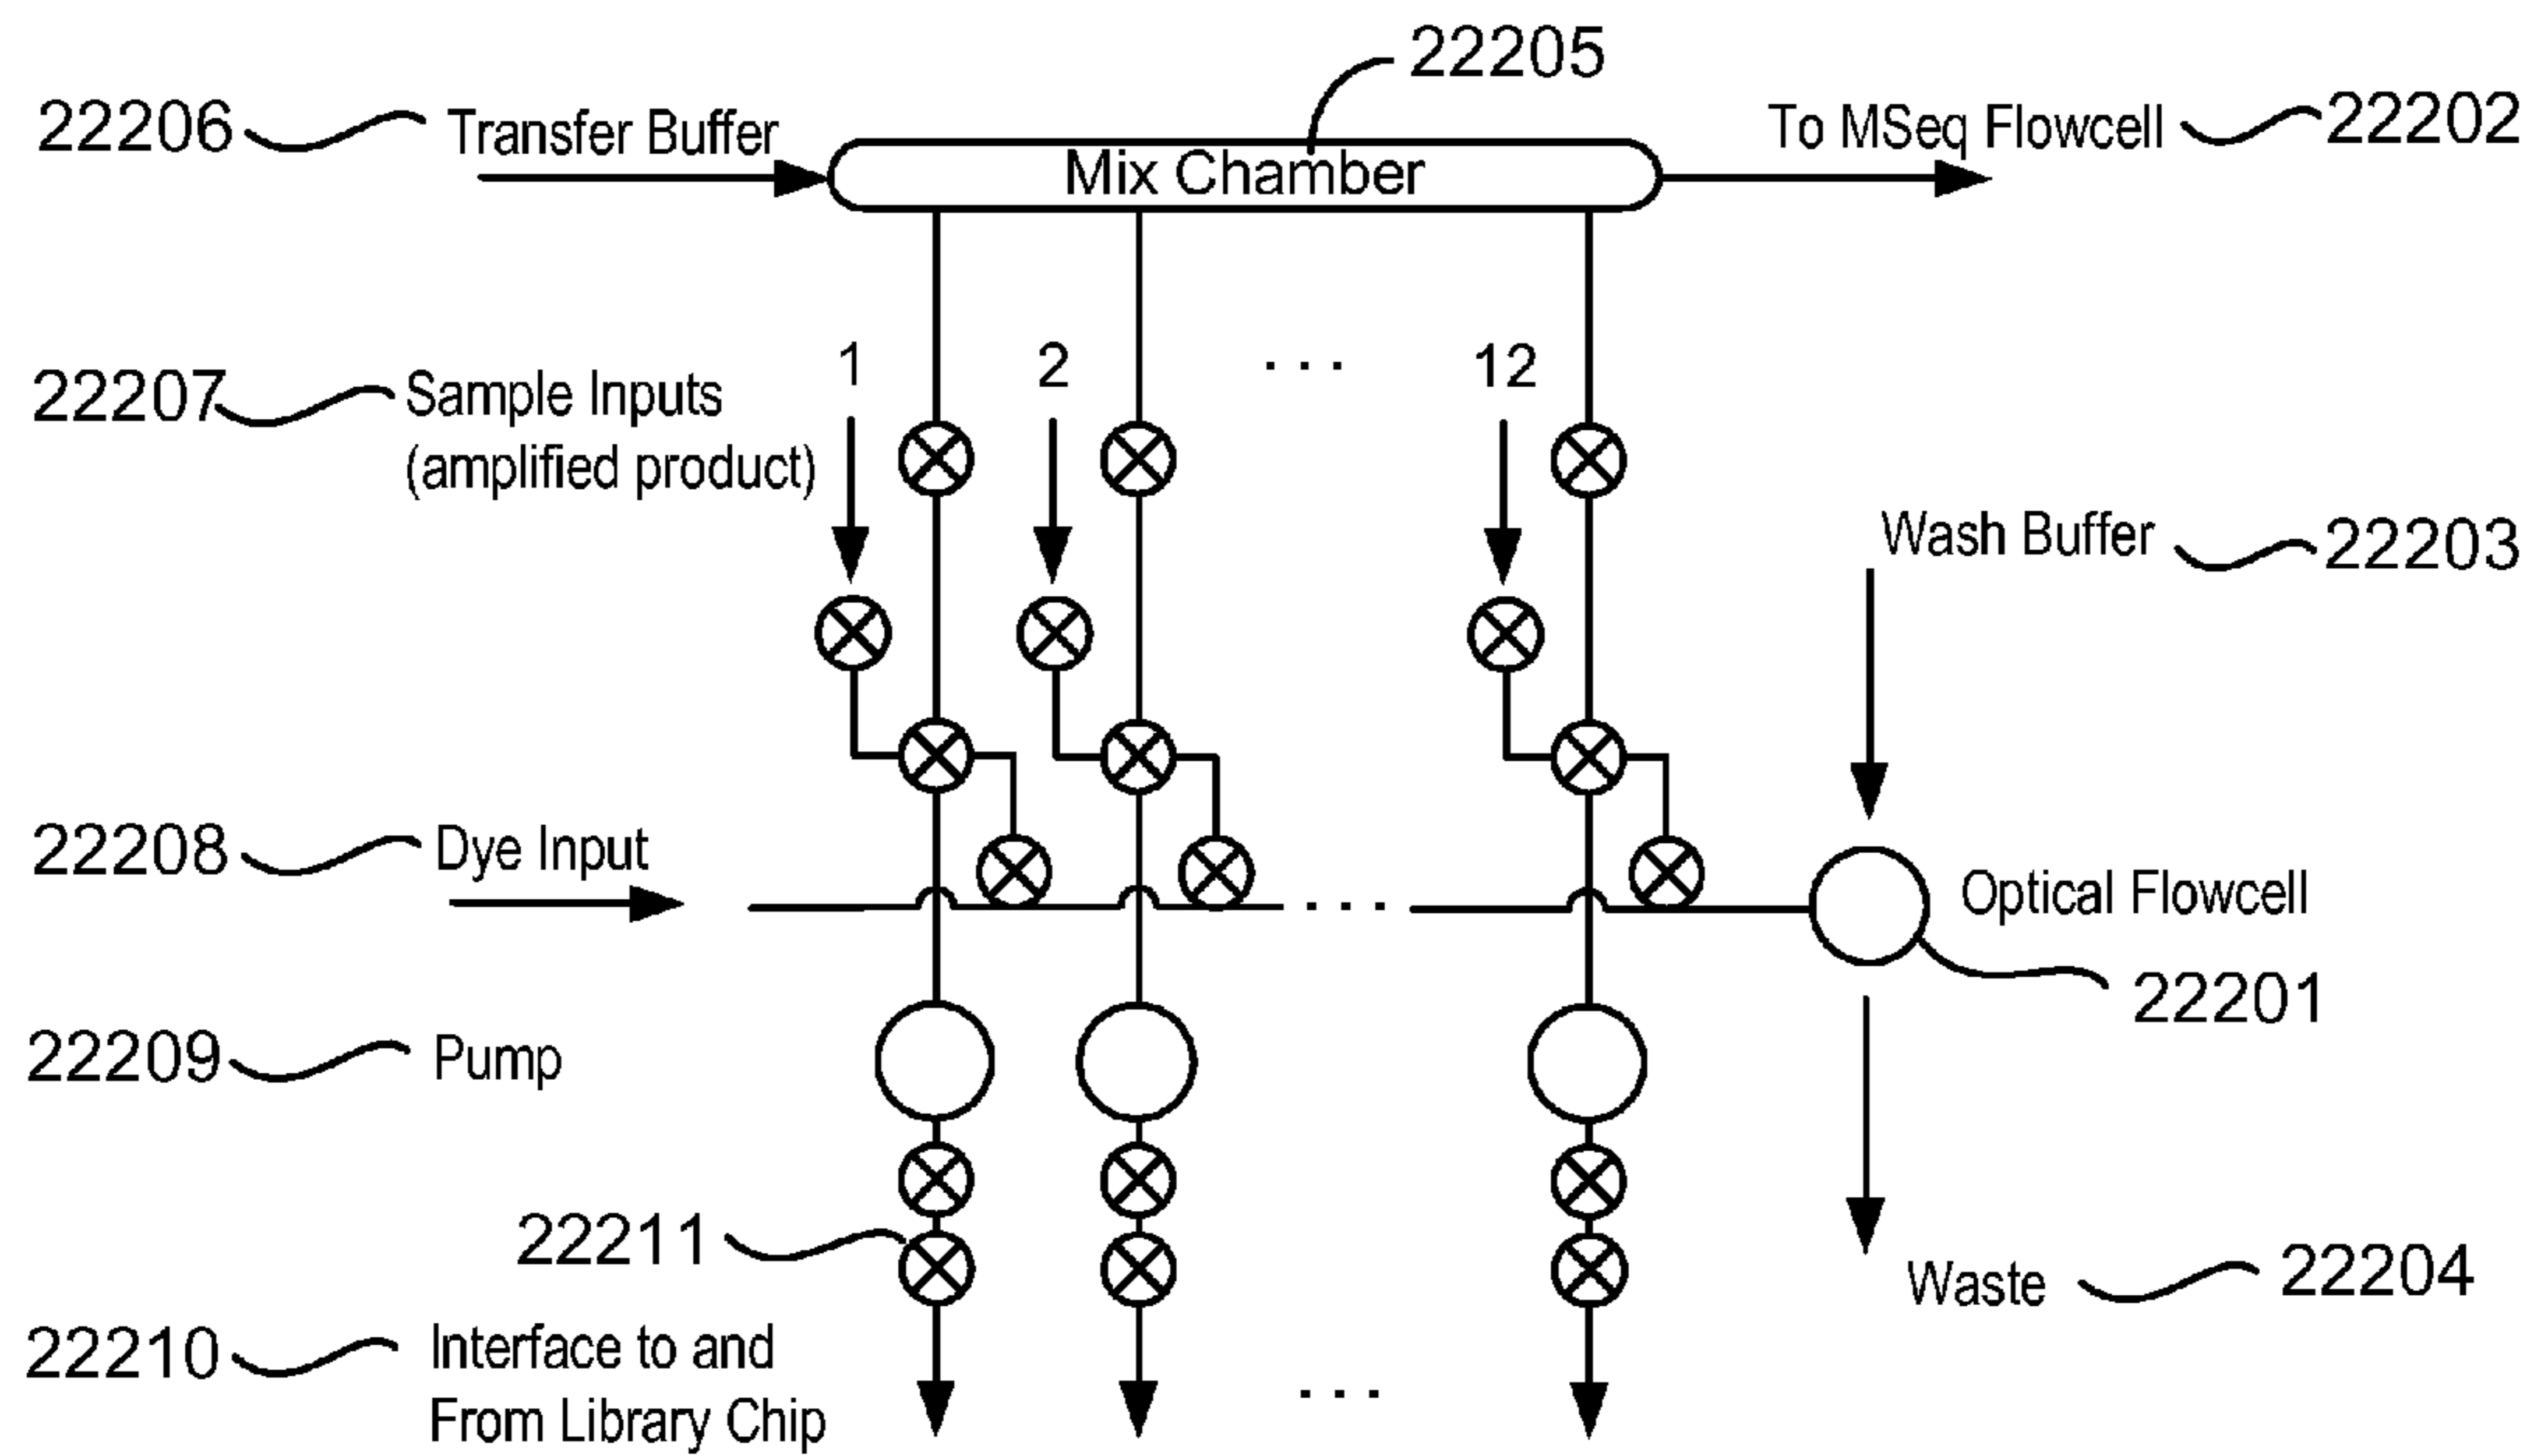 22205
22206 Transfer Buffer
Mix Chamber
To MSeq Flowcell 22202
1 2 . . . 12
22207 Sample Inputs
(amplified product)
Wash Buffer 22203
22208 Dye Input
. . .
Optical Flowcell
22201
22209 Pump
22211
Waste 22204
22210 Interface to and
From Library Chip
. . .